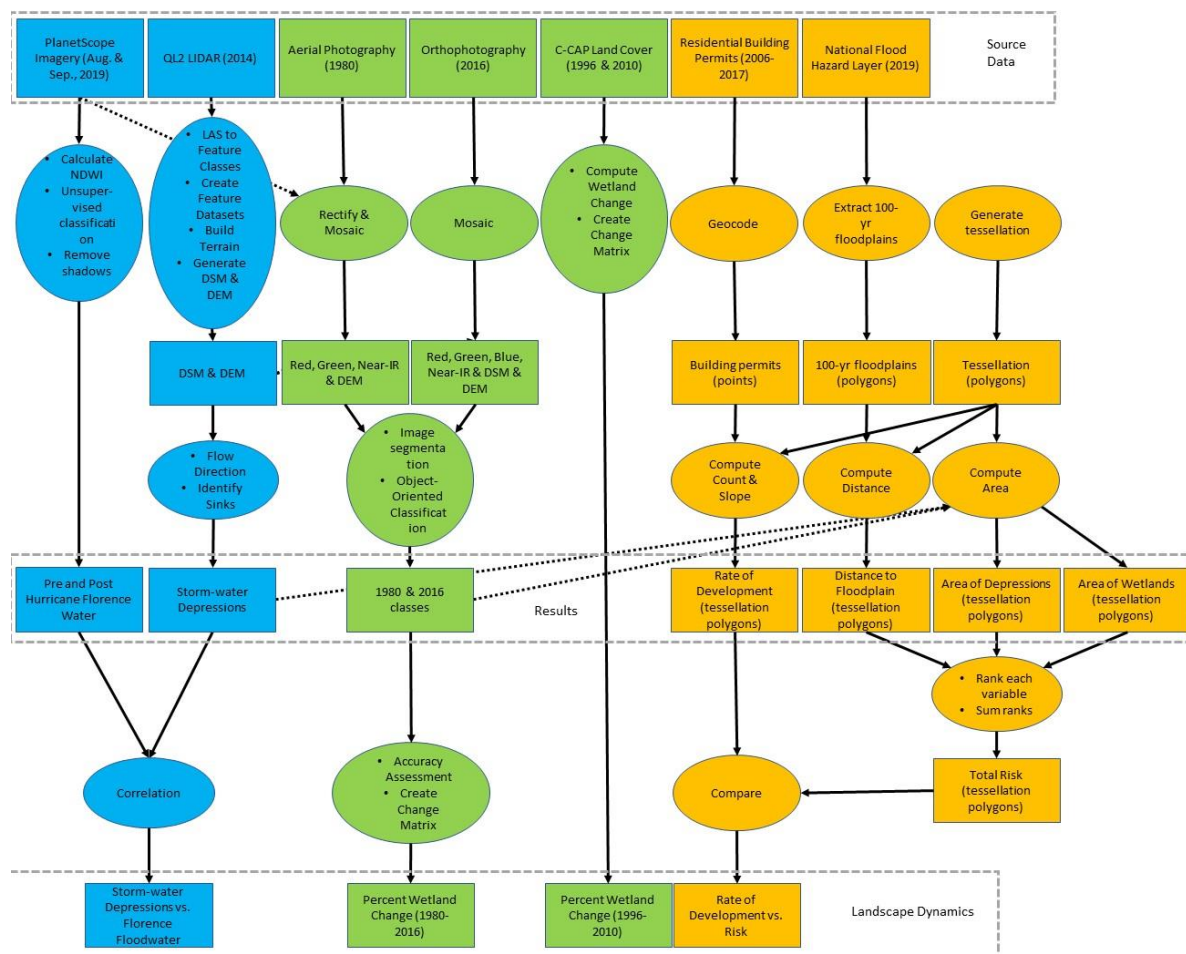 PlanetScope
Imagery (Aug. &
Sep., 2019)
QL2 LIDAR (2014)
Aerial Photography
(1980)
Orthophotography
(2016)
C-CAP Land Cover
(1996 & 2010)
Residential Building
Permits (2006-
2017)
National Flood
Hazard Layer (2019)
Source
Data
• Calculate
NDWI
• Unsuper-
vised
classificati
on
• Remove
shadows
• LAS to
Feature
Classes
• Create
Feature
Datasets
• Build
Terrain
• Generate
DSM &
DEM
Rectify &
Mosaic
Mosaic
• Compute
Wetland
Change
• Create
Change
Matrix
Geocode
Extract 100-
yr
floodplains
Generate
tessellation
DSM & DEM
Red, Green, Near-IR
& DEM
Red, Green, Blue,
Near-IR & DSM &
DEM
Building permits
(points)
100-yr floodplains
(polygons)
Tessellation
(polygons)
• Flow
Direction
• Identify
Sinks
• Image
segmenta
tion
• Object-
Oriented
Classificat
ion
Compute
Count &
Slope
Compute
Distance
Compute
Area
Pre and Post
Hurricane Florence
Water
Storm-water
Depressions
1980 & 2016
classes
Results
Rate of
Development
(tessellation
polygons)
Distance to
Floodplain
(tessellation
polygons)
Area of Depressions
(tessellation
polygons)
Area of Wetlands
(tessellation
polygons)
• Rank each
variable
• Sum ranks
Correlation
• Accuracy
Assessment
• Create
Change
Matrix
Compare
Total Risk
(tessellation
polygons)
Storm-water
Depressions vs.
Florence
Floodwater
Percent Wetland
Change (1980-
2016)
Percent Wetland
Change (1996-
2010)
Rate of
Development vs.
Risk
Landscape Dynamics